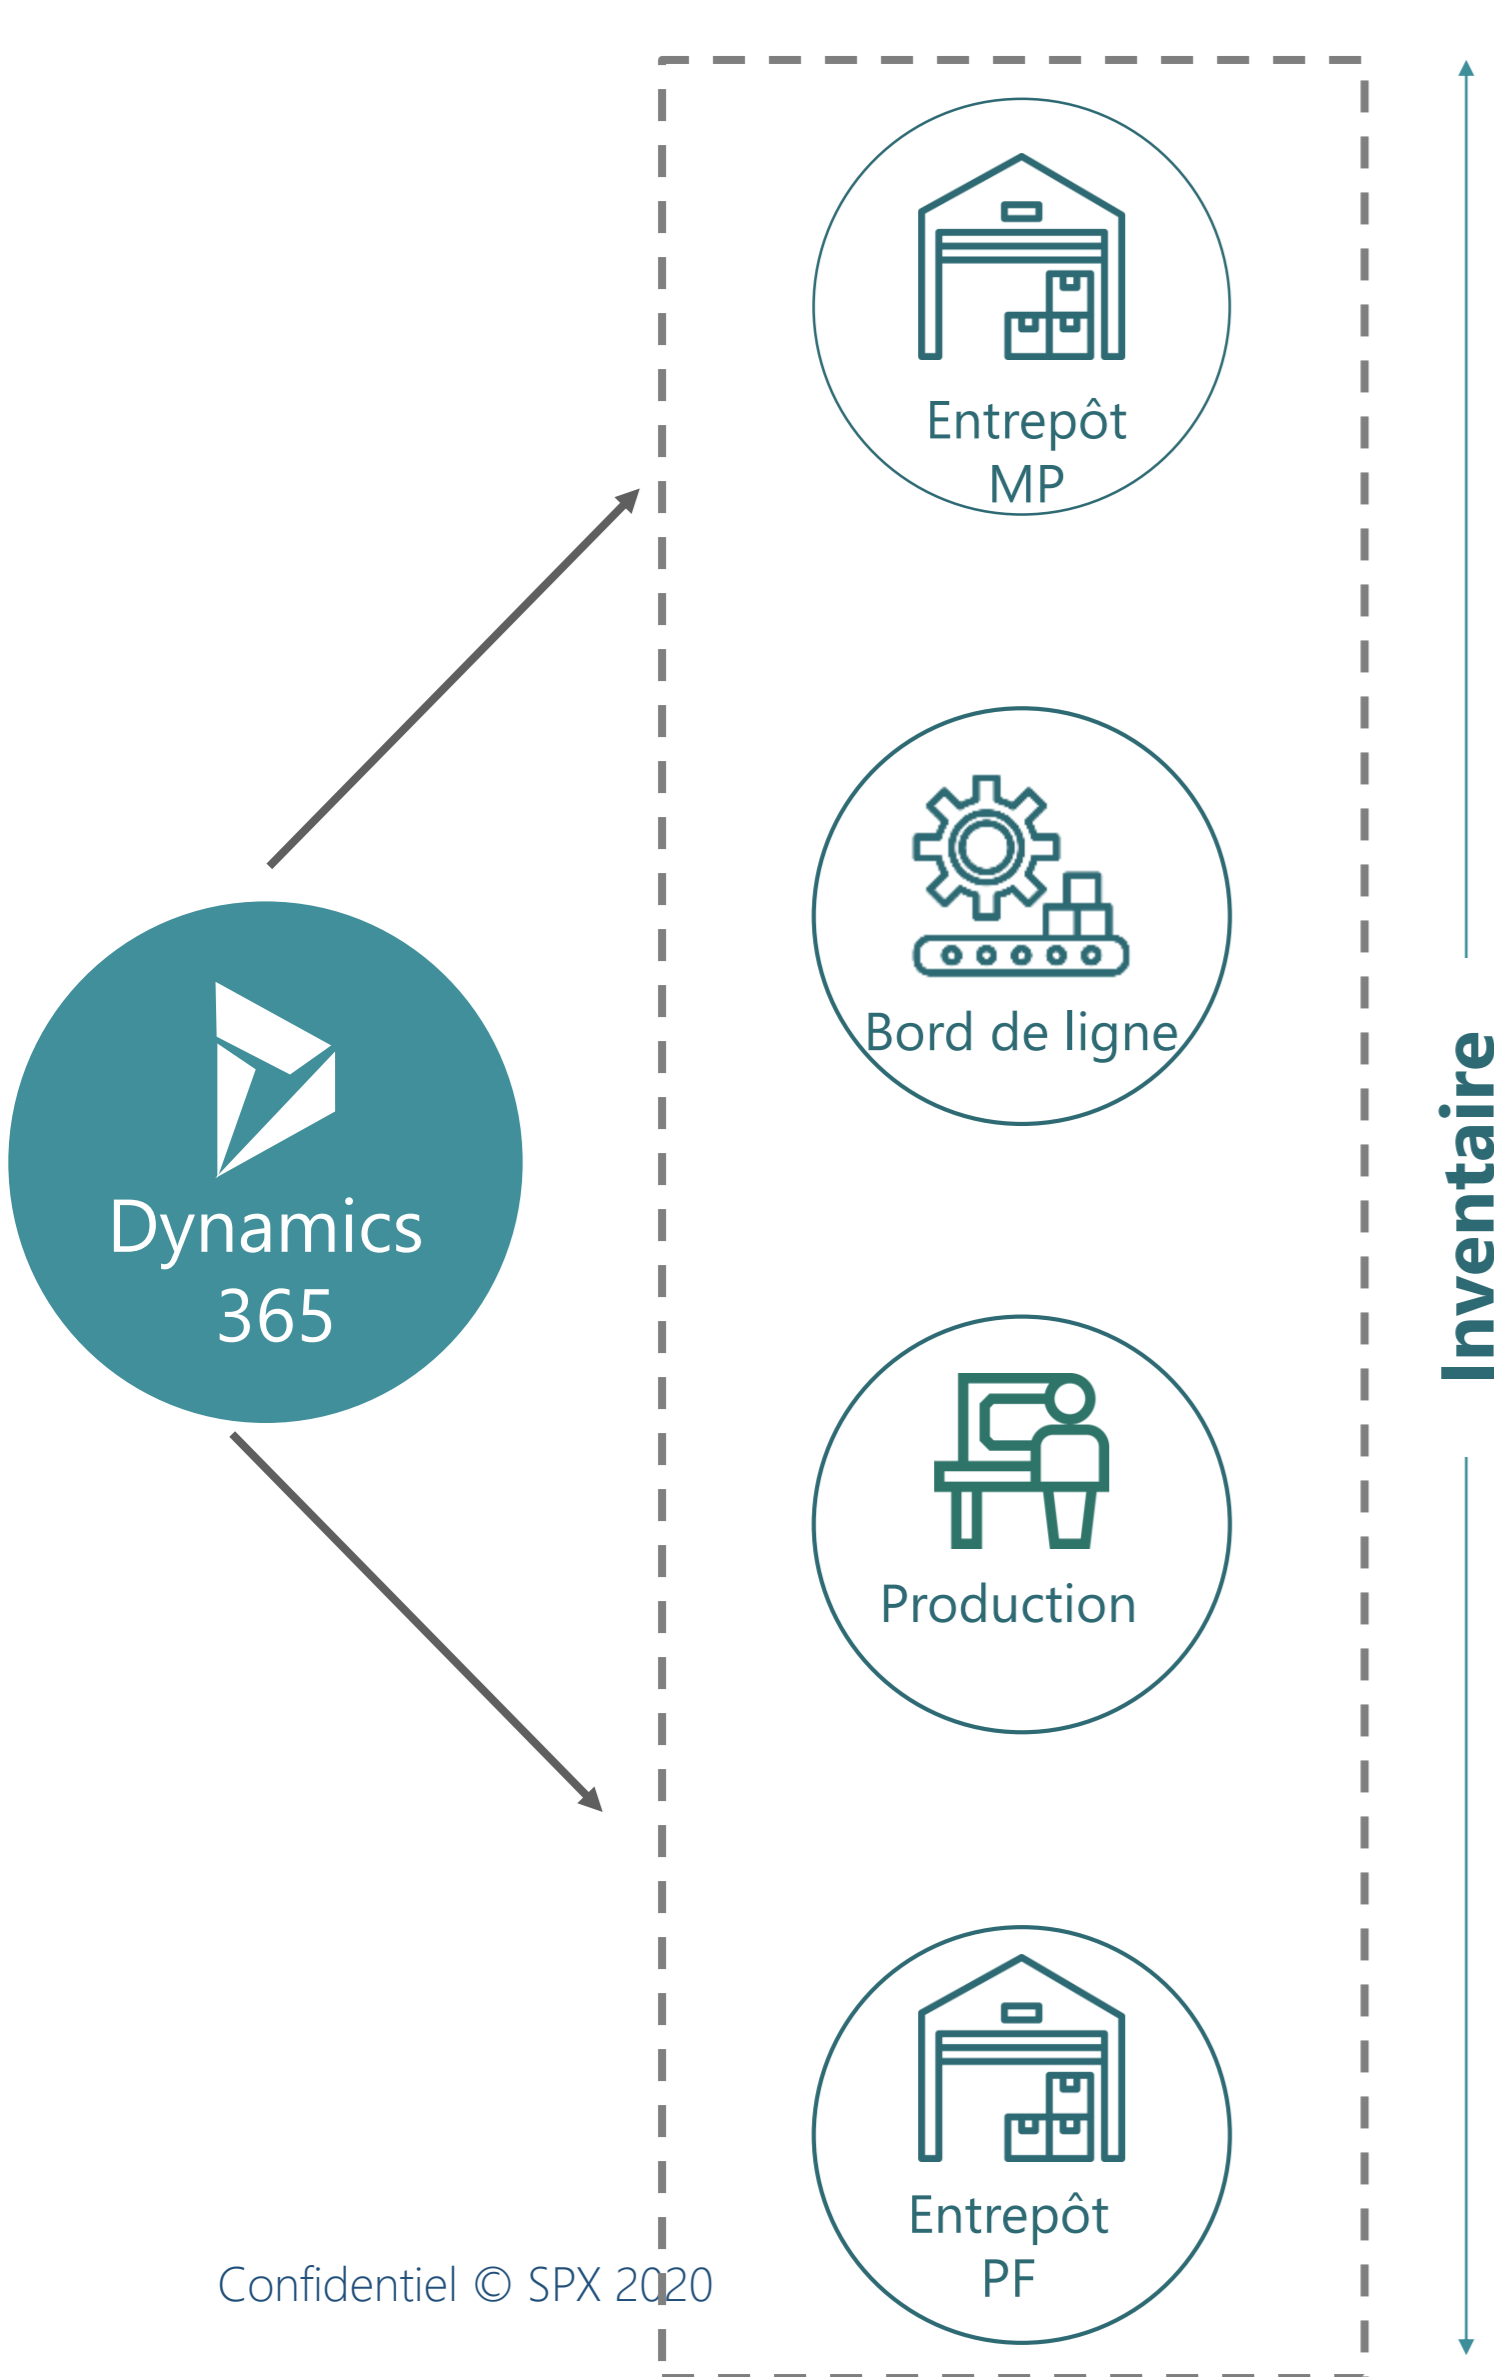 Entrepôt
MP
Bord de ligne
Dynamics
365
Inventaire
Production
Entrepôt
PF
Confidentiel © SPX 2020